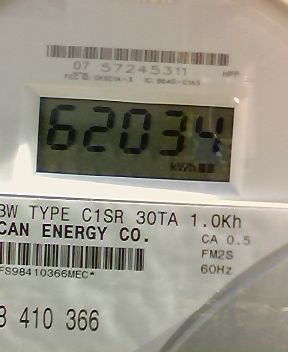 07 57245311
62034
kWh
3W TYPE C1SR 30TA 1.0Kh
CAN ENERGY CO.
CA 0.5
FM2S
60Hz
FS98410366MEC*
8 410 366